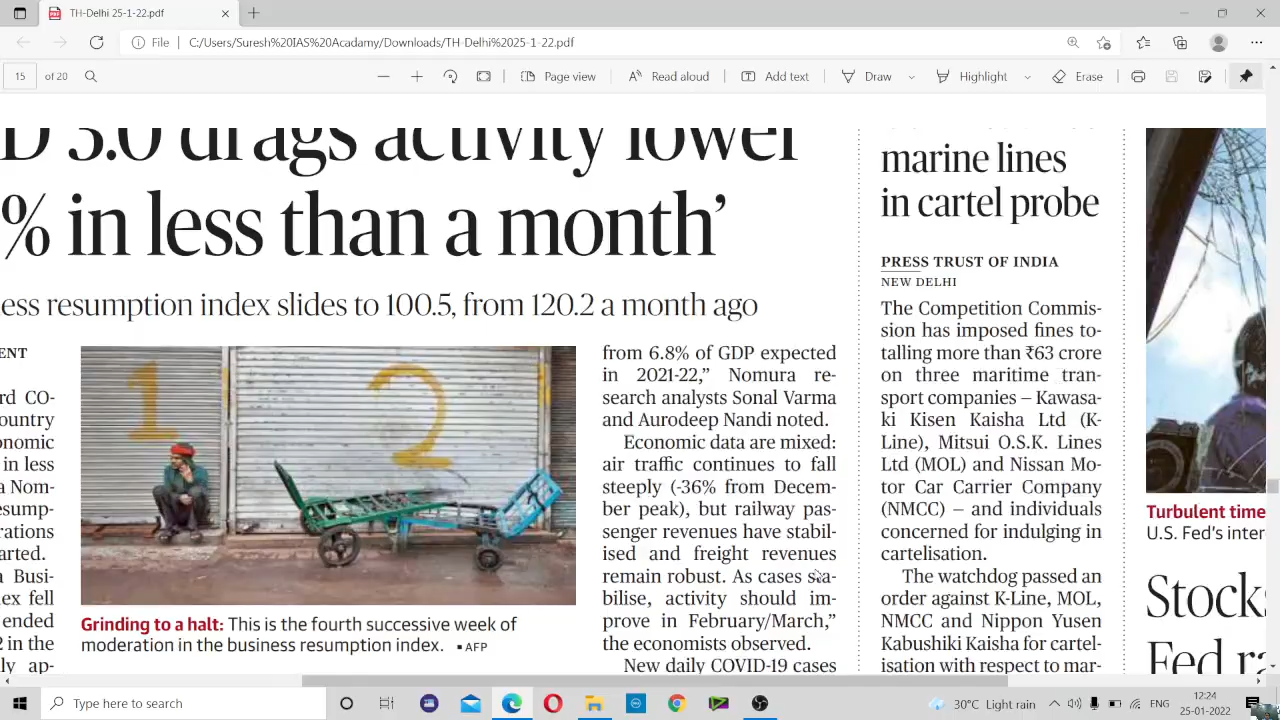 TH-Delhi 25-1-22.pdf
File
C:/Users/Suresh%20IAS%20Acadamy/Downloads/TH-Delhi%2025-1-22.pdf
15 of 20
Page view
Read aloud
Add text
Draw
Highlight
Erase
D 3.0 drags activity lower
% in less than a month’
ess resumption index slides to 100.5, from 120.2 a month ago
ENT
rd CO-
ountry
onomic
in less
a Nom-
esump-
rations
arted.
a Busi-
ex fell
ended
2 in the
ly ap-
1
2
Grinding to a halt: This is the fourth successive week of
moderation in the business resumption index. ▪ AFP
from 6.8% of GDP expected
in 2021-22,” Nomura re-
search analysts Sonal Varma
and Aurodeep Nandi noted.
Economic data are mixed:
air traffic continues to fall
steeply (-36% from Decem-
ber peak), but railway pas-
senger revenues have stabil-
ised and freight revenues
remain robust. As cases sta-
bilise, activity should im-
prove in February/March,”
the economists observed.
New daily COVID-19 cases
marine lines
in cartel probe
PRESS TRUST OF INDIA
NEW DELHI
The Competition Commis-
sion has imposed fines to-
talling more than ₹63 crore
on three maritime tran-
sport companies – Kawasa-
ki Kisen Kaisha Ltd (K-
Line), Mitsui O.S.K. Lines
Ltd (MOL) and Nissan Mo-
tor Car Carrier Company
(NMCC) – and individuals
concerned for indulging in
cartelisation.
The watchdog passed an
order against K-Line, MOL,
NMCC and Nippon Yusen
Kabushiki Kaisha for cartel-
isation with respect to mar-
Turbulent time
U.S. Fed’s inter
Stocks
Fed ra
Type here to search
30°C Light rain
ENG
12:24
25-01-2022